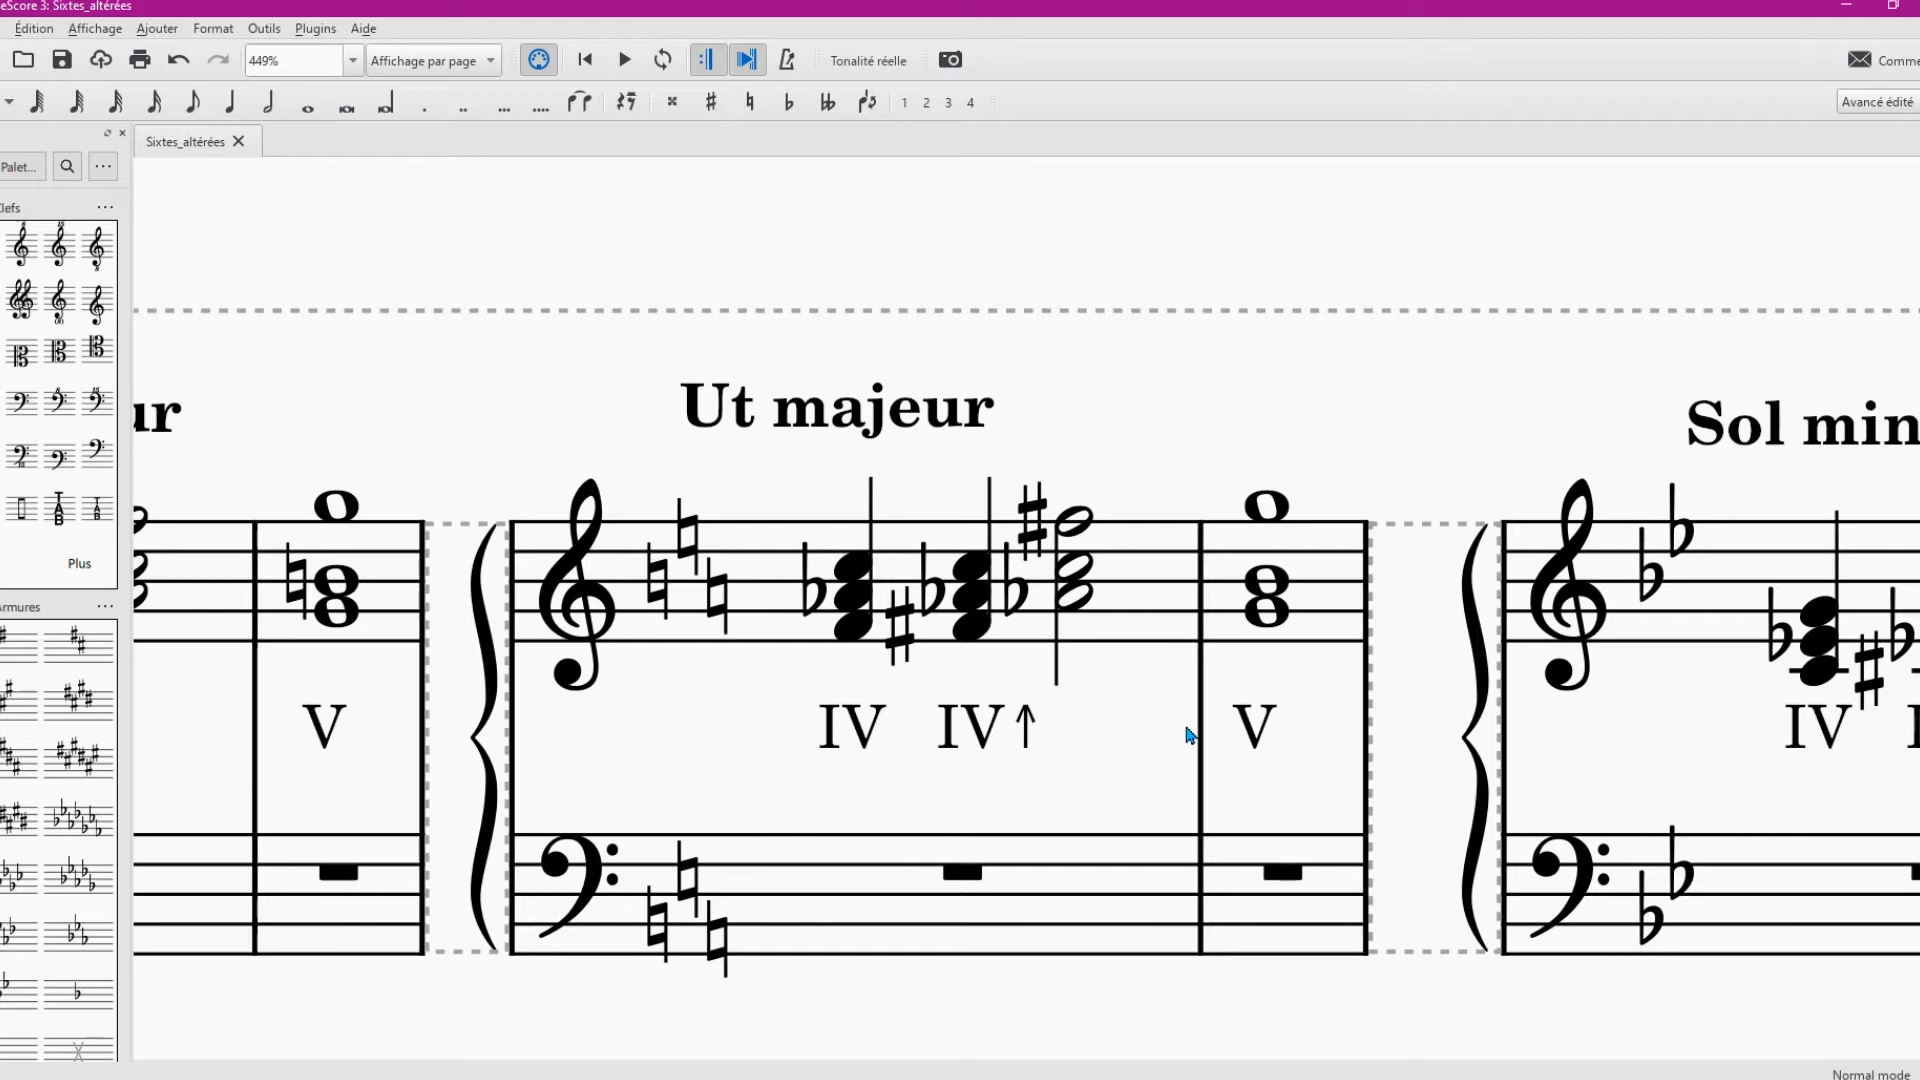 eScore 3: Sixtes_altérées
Édition Affichage Ajouter Format Outils Plugins Aide
449% Affichage par page Tonalité réelle Comme
1 2 3 4 Avancé édité
Sixtes_altérées
Palet...
Clefs
Plus
Armures
ur Ut majeur Sol min
V IV IV↑ V IV
Normal mode